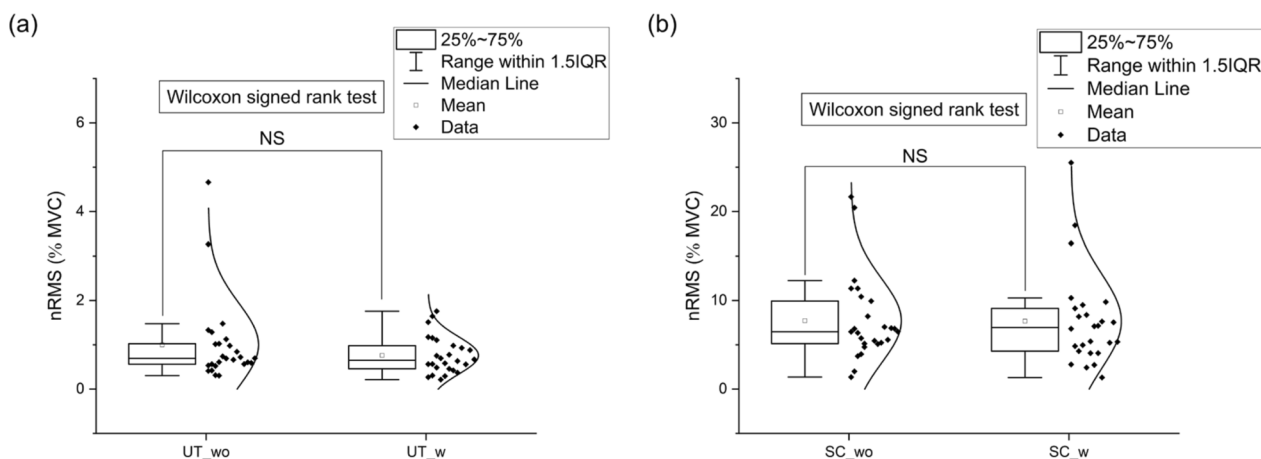 (a)
25%~75%
Range within 1.5IQR
Median Line
Mean
Data
Wilcoxon signed rank test
NS
nRMS (% MVC)
6
4
2
0
UT_wo
UT_w
(b)
25%~75%
Range within 1.5IQR
Median Line
Mean
Data
Wilcoxon signed rank test
NS
nRMS (% MVC)
30
20
10
0
SC_wo
SC_w